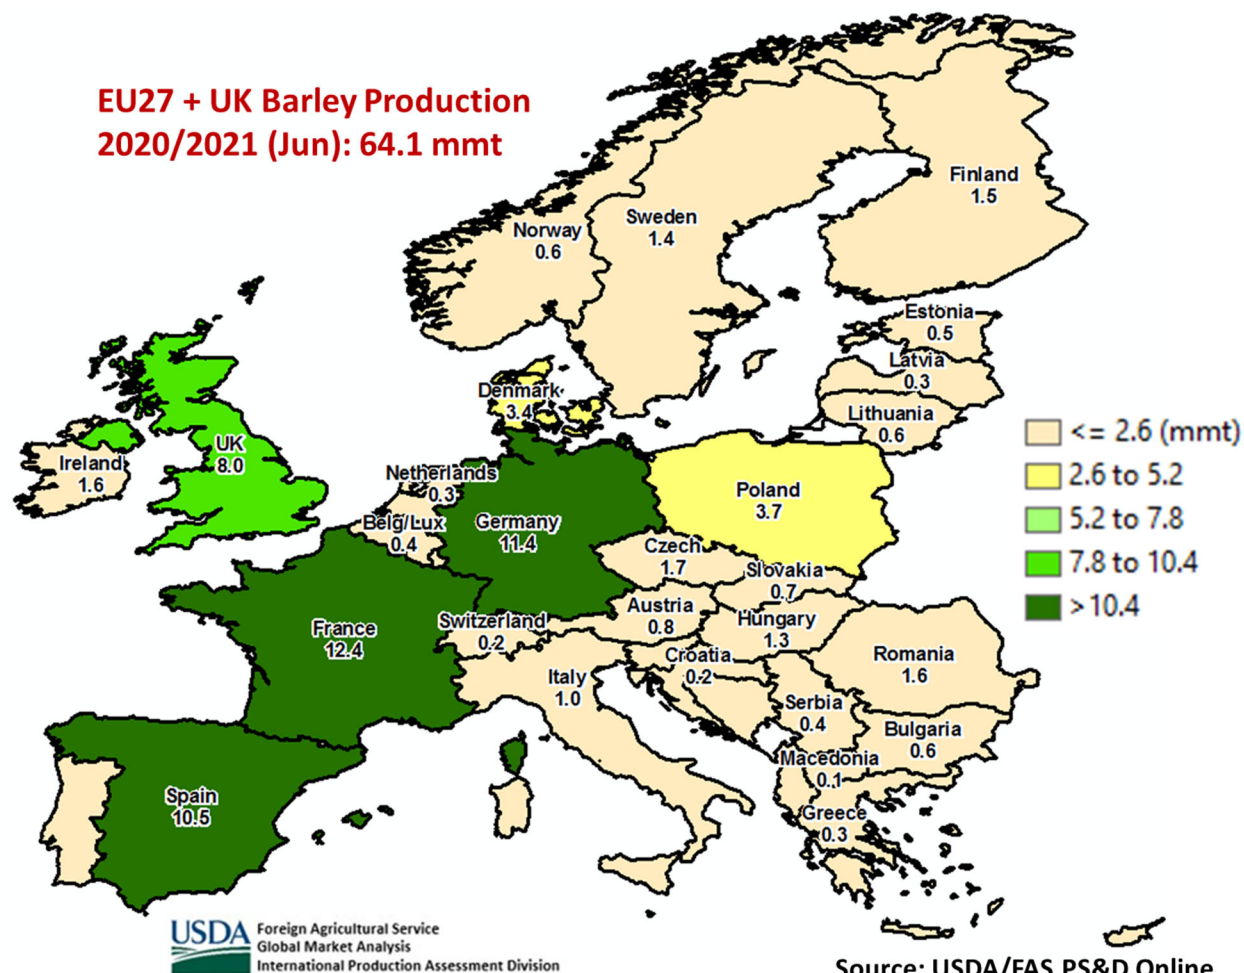 EU27 + UK Barley Production
2020/2021 (Jun): 64.1 mmt
Finland
1.5
Sweden
1.4
Norway
0.6
Estonia
0.5
Latvia
0.3
Denmark
3.4
Lithuania
0.6
UK
8.0
Ireland
1.6
Netherlands
0.3
Belg/Lux
0.4
Germany
11.4
Poland
3.7
Czech
1.7
Slovakia
0.7
Austria
0.8
Hungary
1.3
Switzerland
0.2
France
12.4
Croatia
0.2
Romania
1.6
Italy
1.0
Serbia
0.4
Bulgaria
0.6
Macedonia
0.1
Greece
0.3
Spain
10.5
<= 2.6 (mmt)
2.6 to 5.2
5.2 to 7.8
7.8 to 10.4
>10.4
USDA
Foreign Agricultural Service
Global Market Analysis
International Production Assessment Division
Source: USDA/FAS PS&D Online